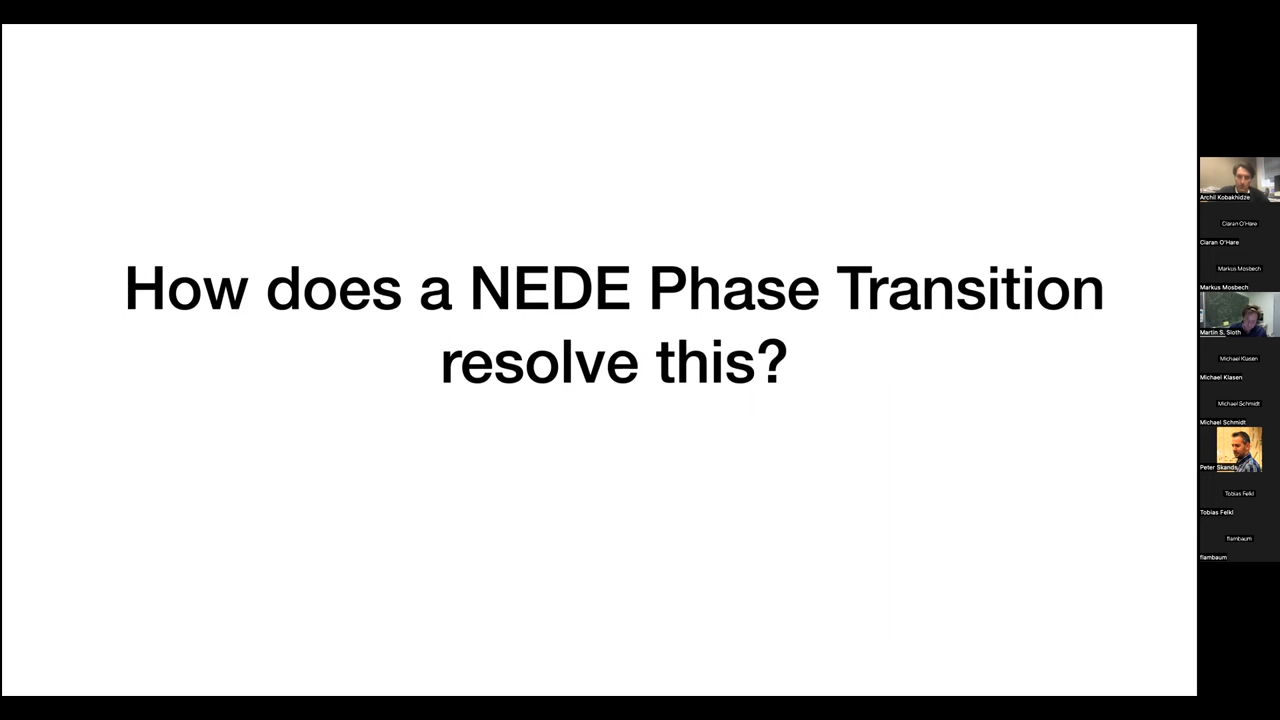 How does a NEDE Phase Transition
resolve this?
Archil Kobakhidze
Ciaran O'Hare
Ciaran O'Hare
Markus Mosbech
Markus Mosbech
Martin S. Sloth
Michael Klasen
Michael Klasen
Michael Schmidt
Michael Schmidt
Peter Skands
Tobias Felkl
Tobias Felkl
flambaum
flambaum